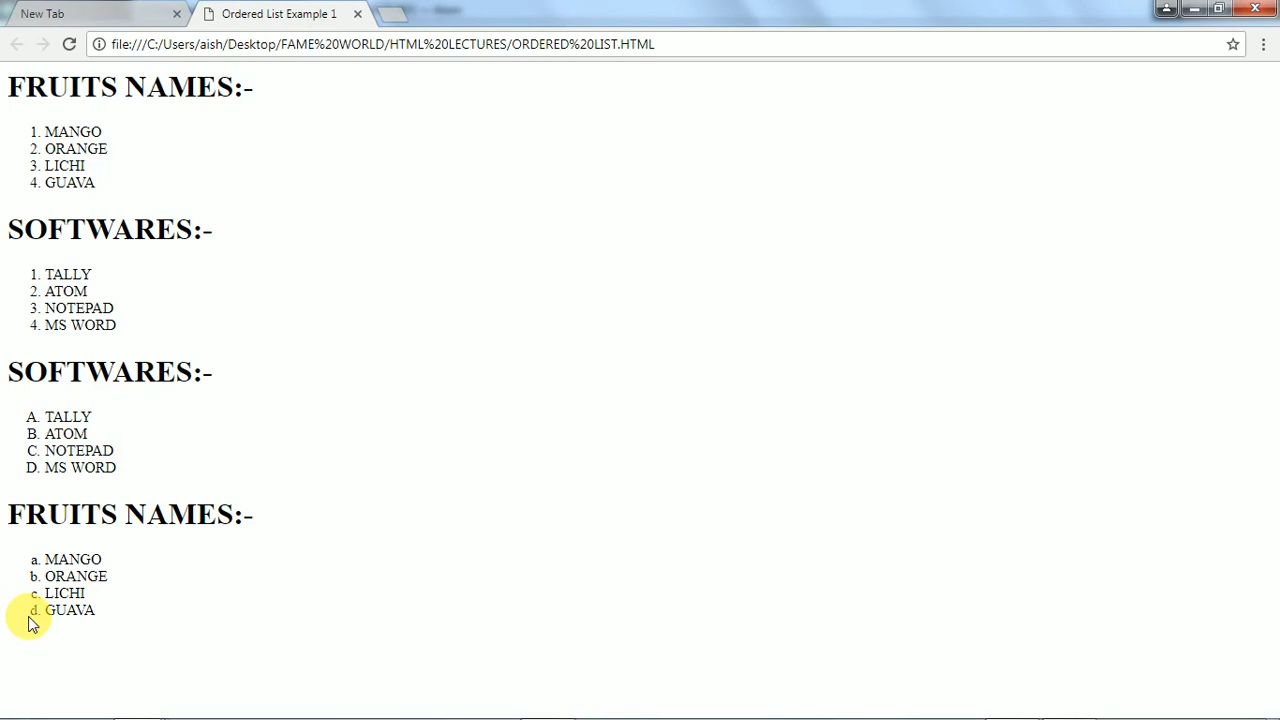 New Tab
Ordered List Example 1
file:///C:/Users/aish/Desktop/FAME%20WORLD/HTML%20LECTURES/ORDERED%20LIST.HTML
FRUITS NAMES:-
1. MANGO
2. ORANGE
3. LICHI
4. GUAVA
SOFTWARES:-
1. TALLY
2. ATOM
3. NOTEPAD
4. MS WORD
SOFTWARES:-
A. TALLY
B. ATOM
C. NOTEPAD
D. MS WORD
FRUITS NAMES:-
a. MANGO
b. ORANGE
c. LICHI
d. GUAVA